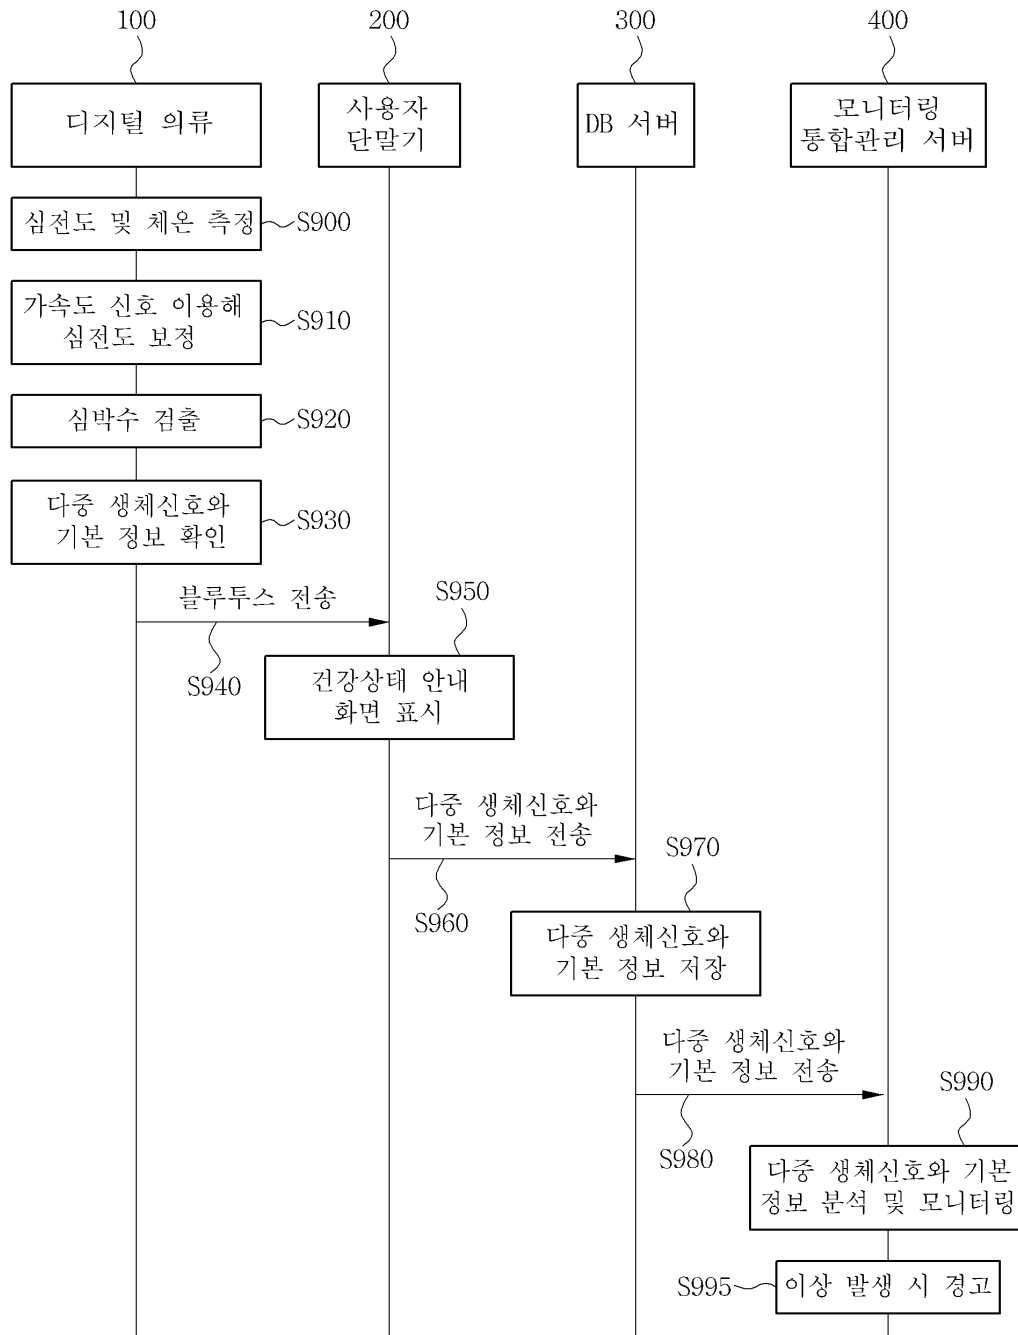 100
200
300
400
디지털 의류
사용자
단말기
DB 서버
모니터링
통합관리 서버
심전도 및 체온 측정
S900
가속도 신호 이용해
심전도 보정
S910
심박수 검출
S920
다중 생체신호와
기본 정보 확인
S930
블루투스 전송
S940
S950
건강상태 안내
화면 표시
다중 생체신호와
기본 정보 전송
S960
S970
다중 생체신호와
기본 정보 저장
다중 생체신호와
기본 정보 전송
S980
S990
다중 생체신호와 기본
정보 분석 및 모니터링
S995
이상 발생 시 경고